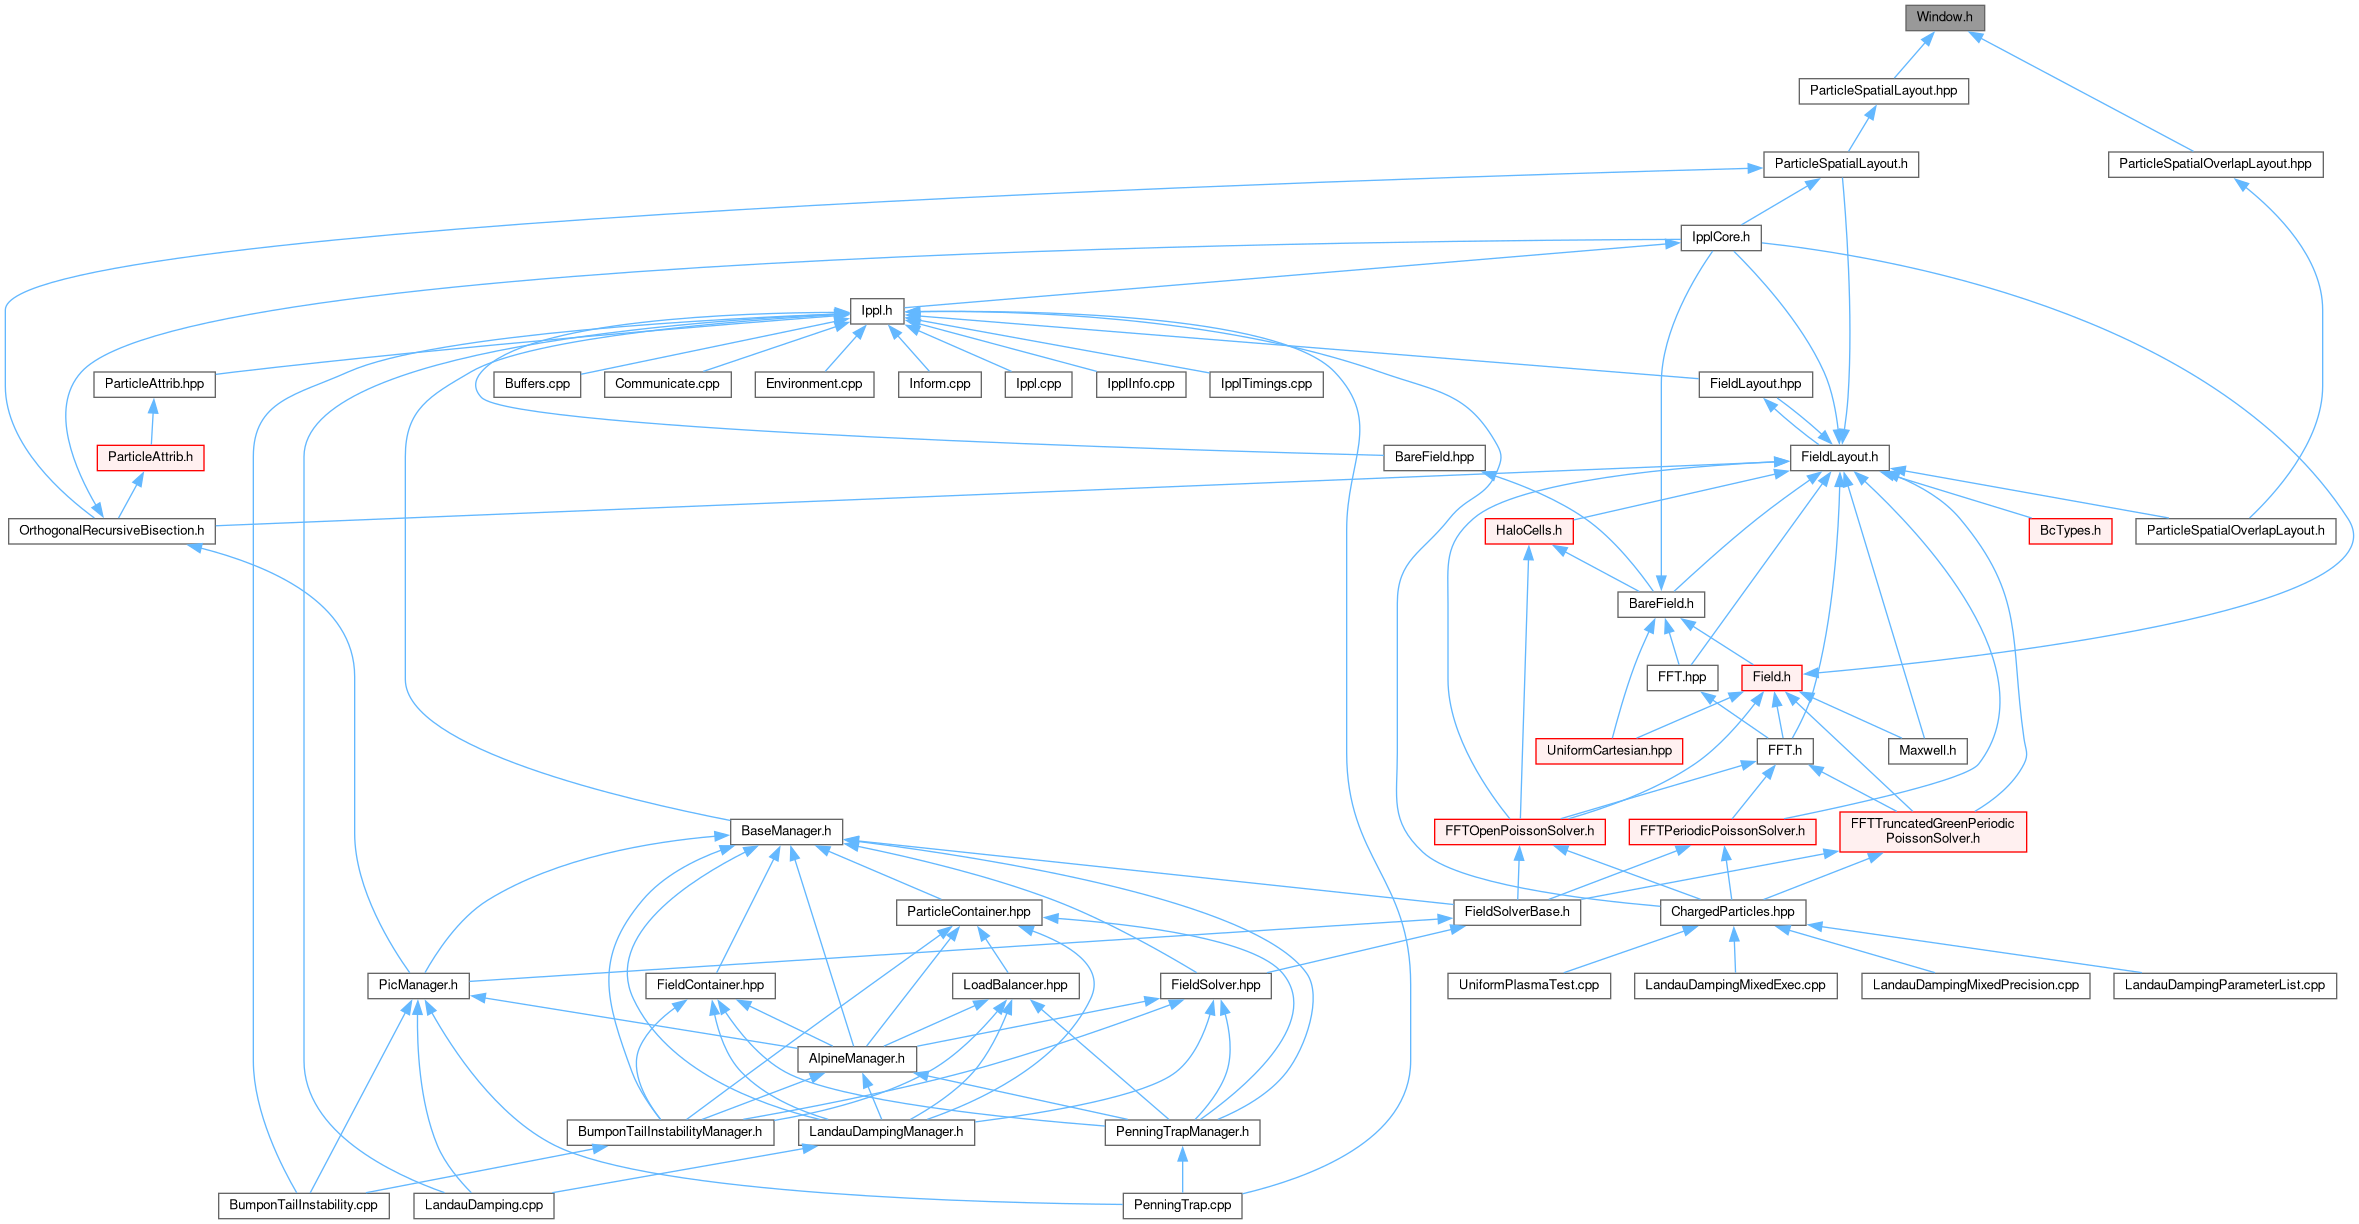 Window.h
ParticleSpatialLayout.hpp
ParticleSpatialLayout.h
ParticleSpatialOverlapLayout.hpp
IpplCore.h
Ippl.h
ParticleAttrib.hpp
Buffers.cpp
Communicate.cpp
Environment.cpp
Inform.cpp
Ippl.cpp
IpplInfo.cpp
IpplTimings.cpp
FieldLayout.hpp
ParticleAttrib.h
BareField.hpp
FieldLayout.h
OrthogonalRecursiveBisection.h
HaloCells.h
BcTypes.h
ParticleSpatialOverlapLayout.h
BareField.h
FFT.hpp
Field.h
UniformCartesian.hpp
FFT.h
Maxwell.h
BaseManager.h
FFTOpenPoissonSolver.h
FFTPeriodicPoissonSolver.h
FFTTruncatedGreenPeriodic
PoissonSolver.h
ParticleContainer.hpp
FieldSolverBase.h
ChargedParticles.hpp
PicManager.h
FieldContainer.hpp
LoadBalancer.hpp
FieldSolver.hpp
UniformPlasmaTest.cpp
LandauDampingMixedExec.cpp
LandauDampingMixedPrecision.cpp
LandauDampingParameterList.cpp
AlpineManager.h
BumponTailInstabilityManager.h
LandauDampingManager.h
PenningTrapManager.h
BumponTailInstability.cpp
LandauDamping.cpp
PenningTrap.cpp